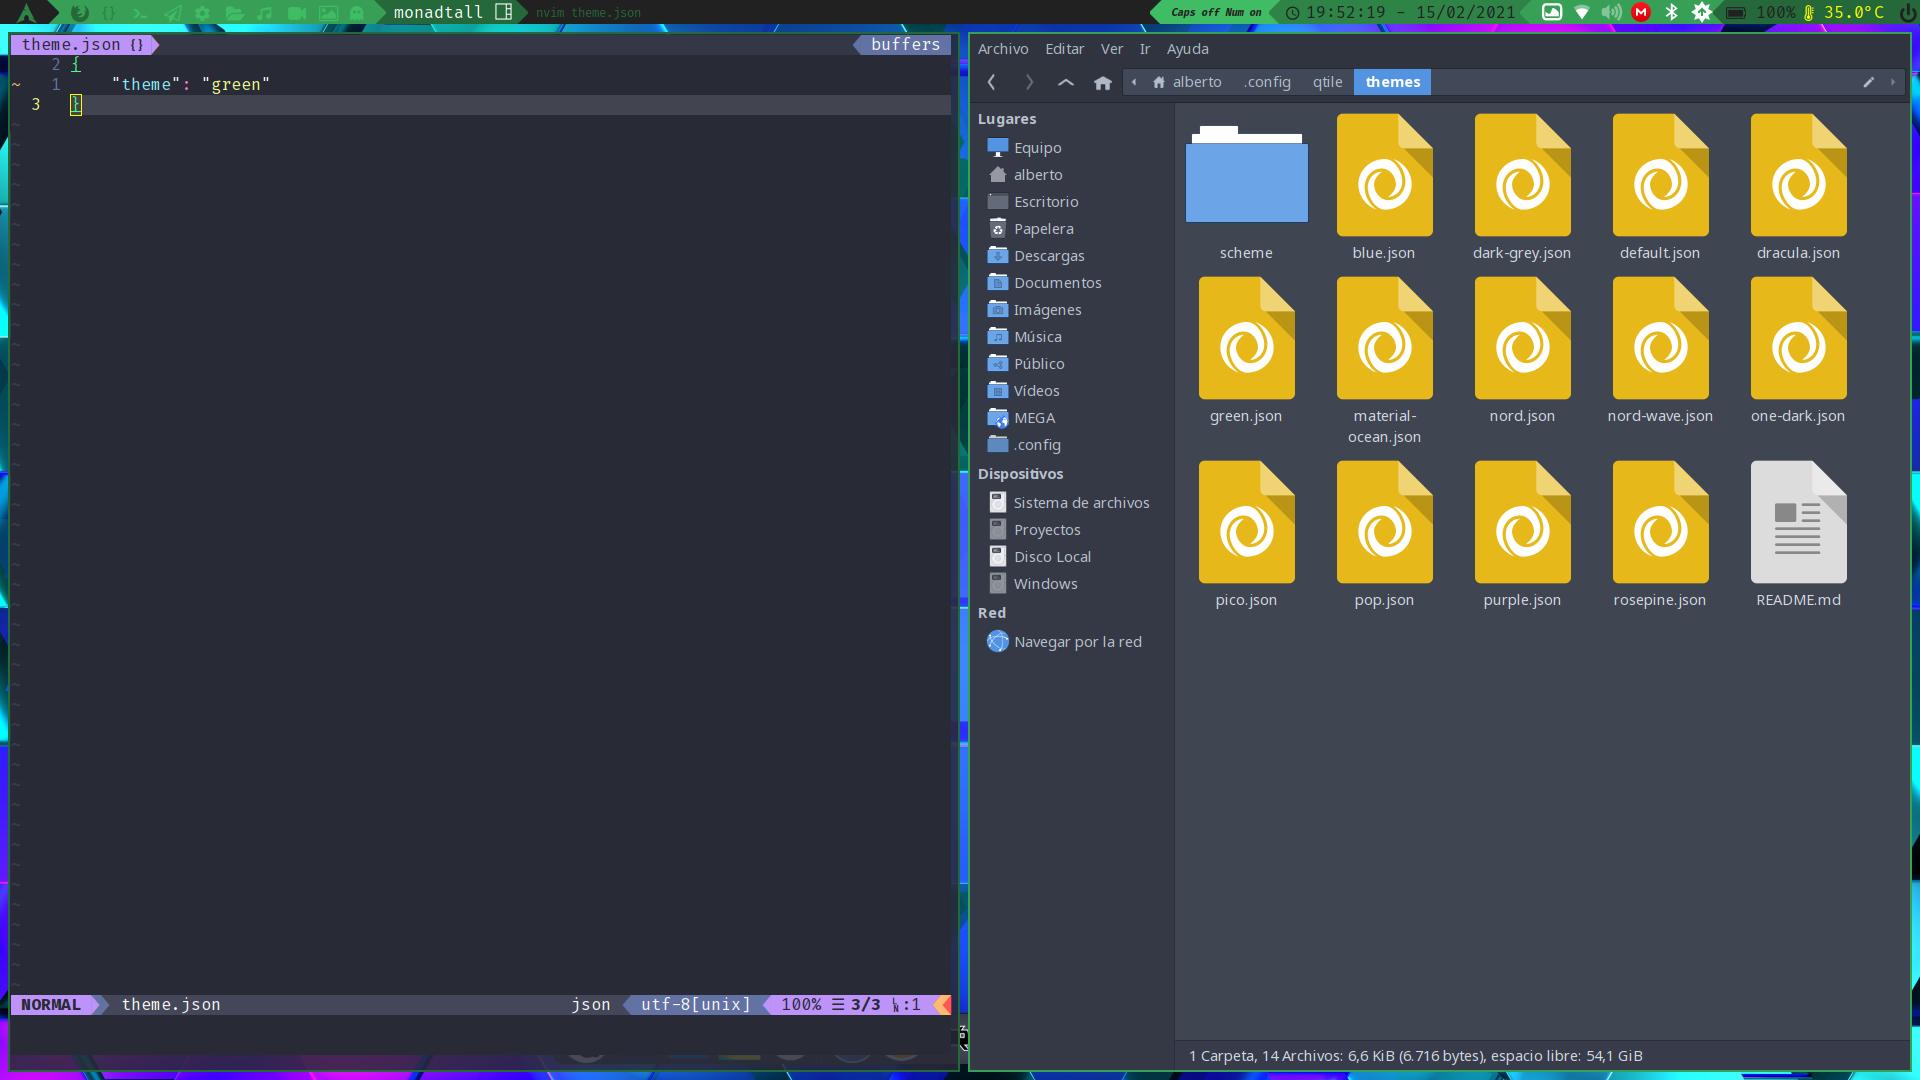 monadtall
nvim theme.json
Caps off Num on
19:52:19 - 15/02/2021
100%
35.0°C
theme.json {}
buffers
2 {
~ 1 "theme": "green"
3 }
NORMAL
theme.json
json
utf-8[unix]
100% ☰ 3/3 :1
Archivo Editar Ver Ir Ayuda
alberto .config qtile themes
Lugares
Equipo
alberto
Escritorio
Papelera
Descargas
Documentos
Imágenes
Música
Público
Vídeos
MEGA
.config
Dispositivos
Sistema de archivos
Proyectos
Disco Local
Windows
Red
Navegar por la red
scheme blue.json dark-grey.json default.json dracula.json
green.json material- nord.json nord-wave.json one-dark.json
ocean.json
pico.json pop.json purple.json rosepine.json README.md
1 Carpeta, 14 Archivos: 6,6 KiB (6.716 bytes), espacio libre: 54,1 GiB